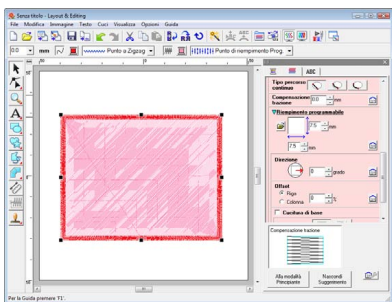 Senza titolo - Layout & Editing
File Modifica Immagine Testo Cuci Visualizza Opzioni Guida
0.0 mm Punto a Zigzag Punto di riempimento Prog.
ABC
Tipo percorso continuo
Compensazione trazione 0.0 mm
Riempimento programmabile
7.5 mm
7.5 mm
Direzione
0 grado
Offset
Riga
Colonna
0 %
Cucitura di base
Compensazione trazione
Alla modalità Principiante
Nascondi Suggerimento
Per la Guida premere 'F1'.